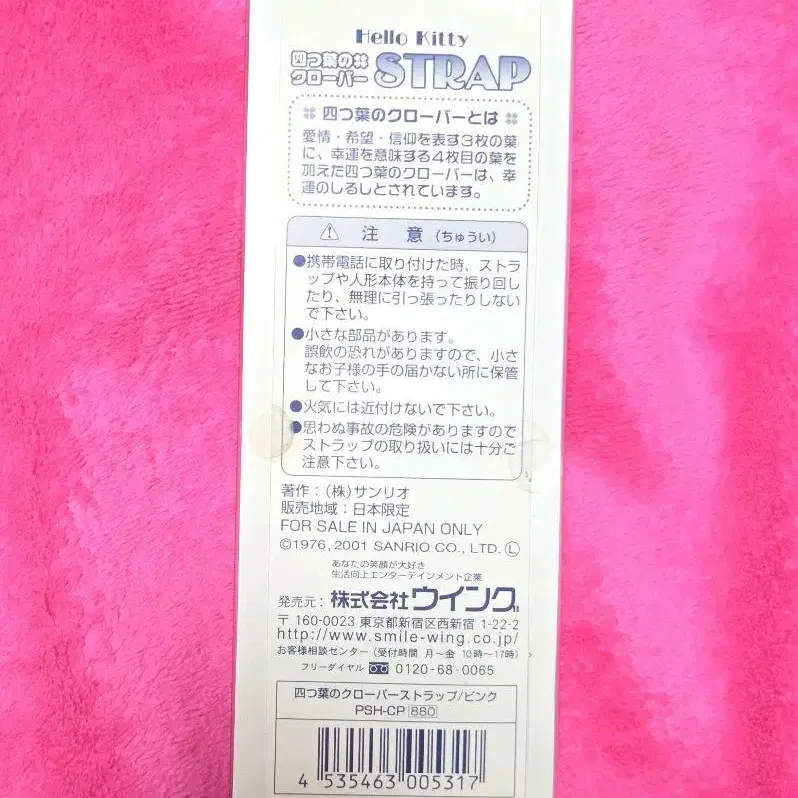 Hello Kitty
四つ葉の
クローバー STRAP
四つ葉のクローバーとは
愛情・希望・信仰を表す3枚の葉
に、幸運を意味する4枚目の葉を
加えた四つ葉のクローバーは、幸
運のしるしとされています。
⚠ 注 意 (ちゅうい)
●携帯電話に取り付けた時、ストラ
ップや人形本体を持って振り回し
たり、無理に引っ張ったりしない
で下さい。
●小さな部品があります。
誤飲の恐れがありますので、小さ
なお子様の手の届かない所に保管
して下さい。
●火気には近付けないで下さい。
●思わぬ事故の危険がありますので
ストラップの取り扱いには十分ご
注意下さい。
著作：(株)サンリオ
販売地域：日本限定
FOR SALE IN JAPAN ONLY
©1976, 2001 SANRIO CO., LTD. Ⓛ
あなたの笑顔が大好き
生活向上エンターテインメント企業
発売元：株式会社ウイング
〒160-0023 東京都新宿区西新宿 1-22-2
http://www.smile-wing.co.jp/
お客様相談センター (受付時間 月〜金 10時〜17時)
フリーダイヤル 0120-68-0065
四つ葉のクローバーストラップ/ピンク
PSH-CP 880
4 535463 005317